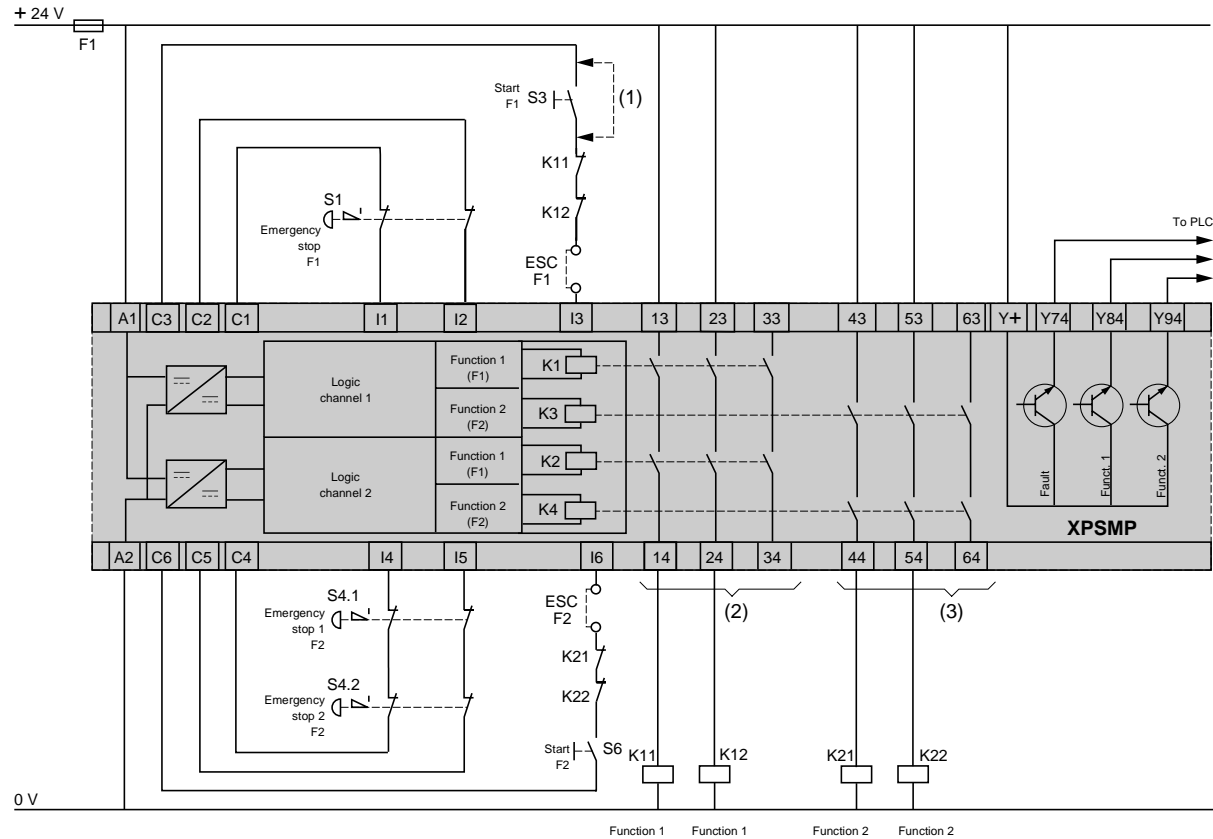 + 24 V
F1
Start
F1
S3
(1)
K11
K12
S1
Emergency
stop
F1
ESC
F1
To PLC
A1 C3 C2 C1 I1 I2 I3 13 23 33 43 53 63 Y+ Y74 Y84 Y94
Logic
channel 1
Function 1
(F1)
K1
Function 2
(F2)
K3
Logic
channel 2
Function 1
(F1)
K2
Function 2
(F2)
K4
Fault
Funct. 1
Funct. 2
XPSMP
A2 C6 C5 C4 I4 I5 I6 14 24 34 44 54 64
S4.1
Emergency
stop 1
F2
ESC
F2
(2)
(3)
K21
K22
S4.2
Emergency
stop 2
F2
Start
F2
S6
K11
K12
K21
K22
0 V
Function 1 Function 1 Function 2 Function 2